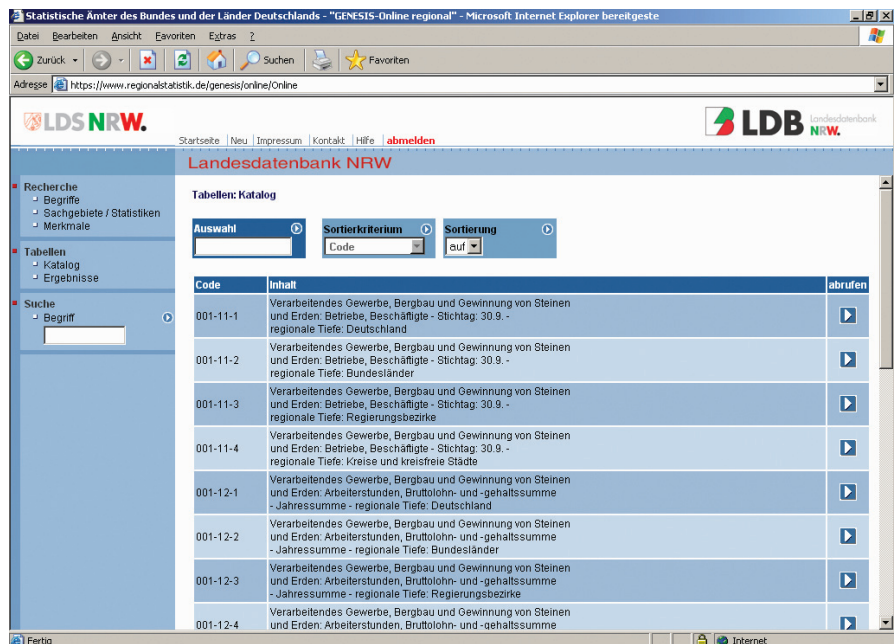 Statistische Ämter des Bundes und der Länder Deutschlands - "GENESIS-Online regional" - Microsoft Internet Explorer bereitgeste
Datei Bearbeiten Ansicht Favoriten Extras ?
Zurück Suchen Favoriten
Adresse https://www.regionalstatistik.de/genesis/online/Online
LDS NRW.
LDB Landesdatenbank NRW.
Startseite | Neu | Impressum | Kontakt | Hilfe | abmelden
Landesdatenbank NRW
Recherche
Begriffe
Sachgebiete / Statistiken
Merkmale
Tabellen
Katalog
Ergebnisse
Suche
Begriff
Tabellen: Katalog
Auswahl Sortierkriterium Sortierung
Code auf
Code Inhalt abrufen
001-11-1
Verarbeitendes Gewerbe, Bergbau und Gewinnung von Steinen
und Erden: Betriebe, Beschäftigte - Stichtag: 30.9. -
regionale Tiefe: Deutschland
001-11-2
Verarbeitendes Gewerbe, Bergbau und Gewinnung von Steinen
und Erden: Betriebe, Beschäftigte - Stichtag: 30.9. -
regionale Tiefe: Bundesländer
001-11-3
Verarbeitendes Gewerbe, Bergbau und Gewinnung von Steinen
und Erden: Betriebe, Beschäftigte - Stichtag: 30.9. -
regionale Tiefe: Regierungsbezirke
001-11-4
Verarbeitendes Gewerbe, Bergbau und Gewinnung von Steinen
und Erden: Betriebe, Beschäftigte - Stichtag: 30.9. -
regionale Tiefe: Kreise und kreisfreie Städte
001-12-1
Verarbeitendes Gewerbe, Bergbau und Gewinnung von Steinen
und Erden: Arbeiterstunden, Bruttolohn- und -gehaltssumme
- Jahressumme - regionale Tiefe: Deutschland
001-12-2
Verarbeitendes Gewerbe, Bergbau und Gewinnung von Steinen
und Erden: Arbeiterstunden, Bruttolohn- und -gehaltssumme
- Jahressumme - regionale Tiefe: Bundesländer
001-12-3
Verarbeitendes Gewerbe, Bergbau und Gewinnung von Steinen
und Erden: Arbeiterstunden, Bruttolohn- und -gehaltssumme
- Jahressumme - regionale Tiefe: Regierungsbezirke
001-12-4
Verarbeitendes Gewerbe, Bergbau und Gewinnung von Steinen
und Erden: Arbeiterstunden, Bruttolohn- und -gehaltssumme
Fertig Internet